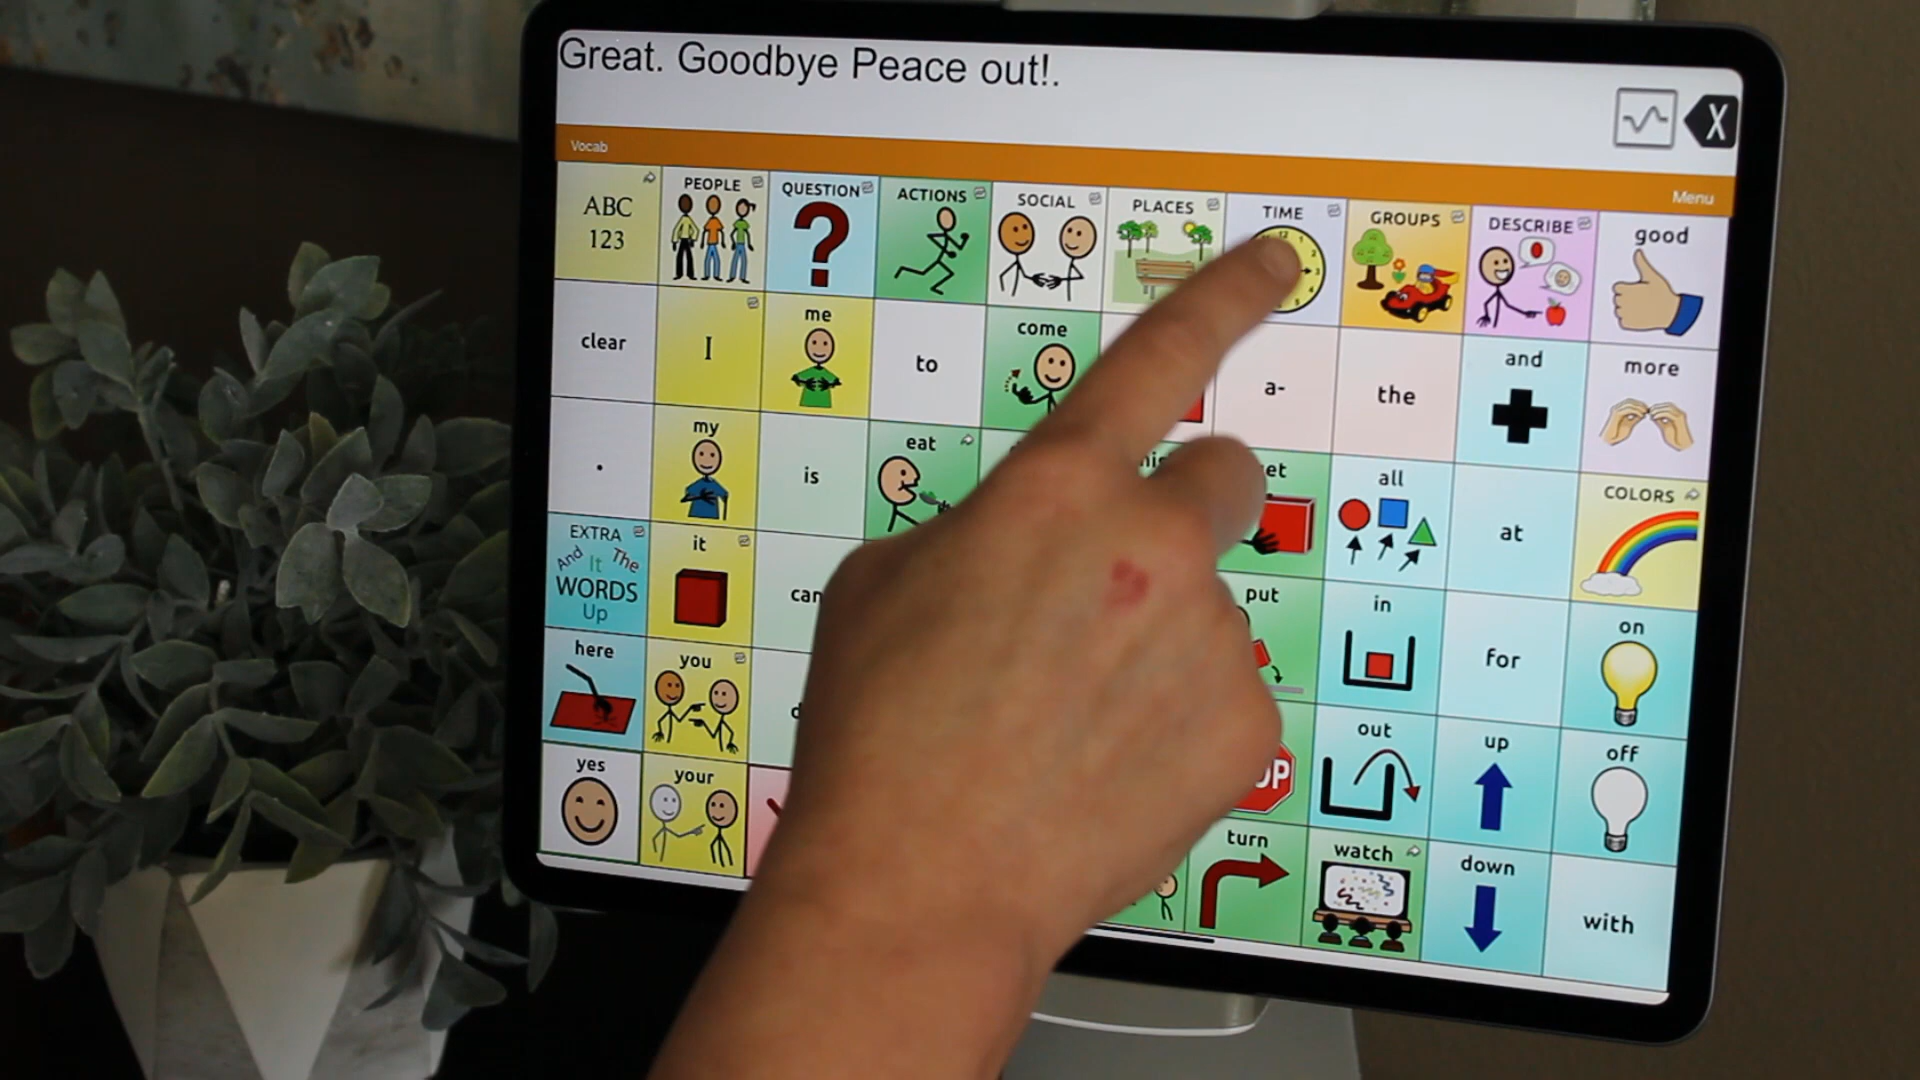 Great. Goodbye Peace out!.
Vocab
Menu
ABC
123
PEOPLE
QUESTION
ACTIONS
SOCIAL
PLACES
TIME
GROUPS
DESCRIBE
good
clear
I
me
to
come
a-
the
and
more
.
my
is
eat
all
at
COLORS
EXTRA
And It The
WORDS
Up
it
can
put
in
for
on
here
you
out
up
off
yes
your
turn
watch
down
with